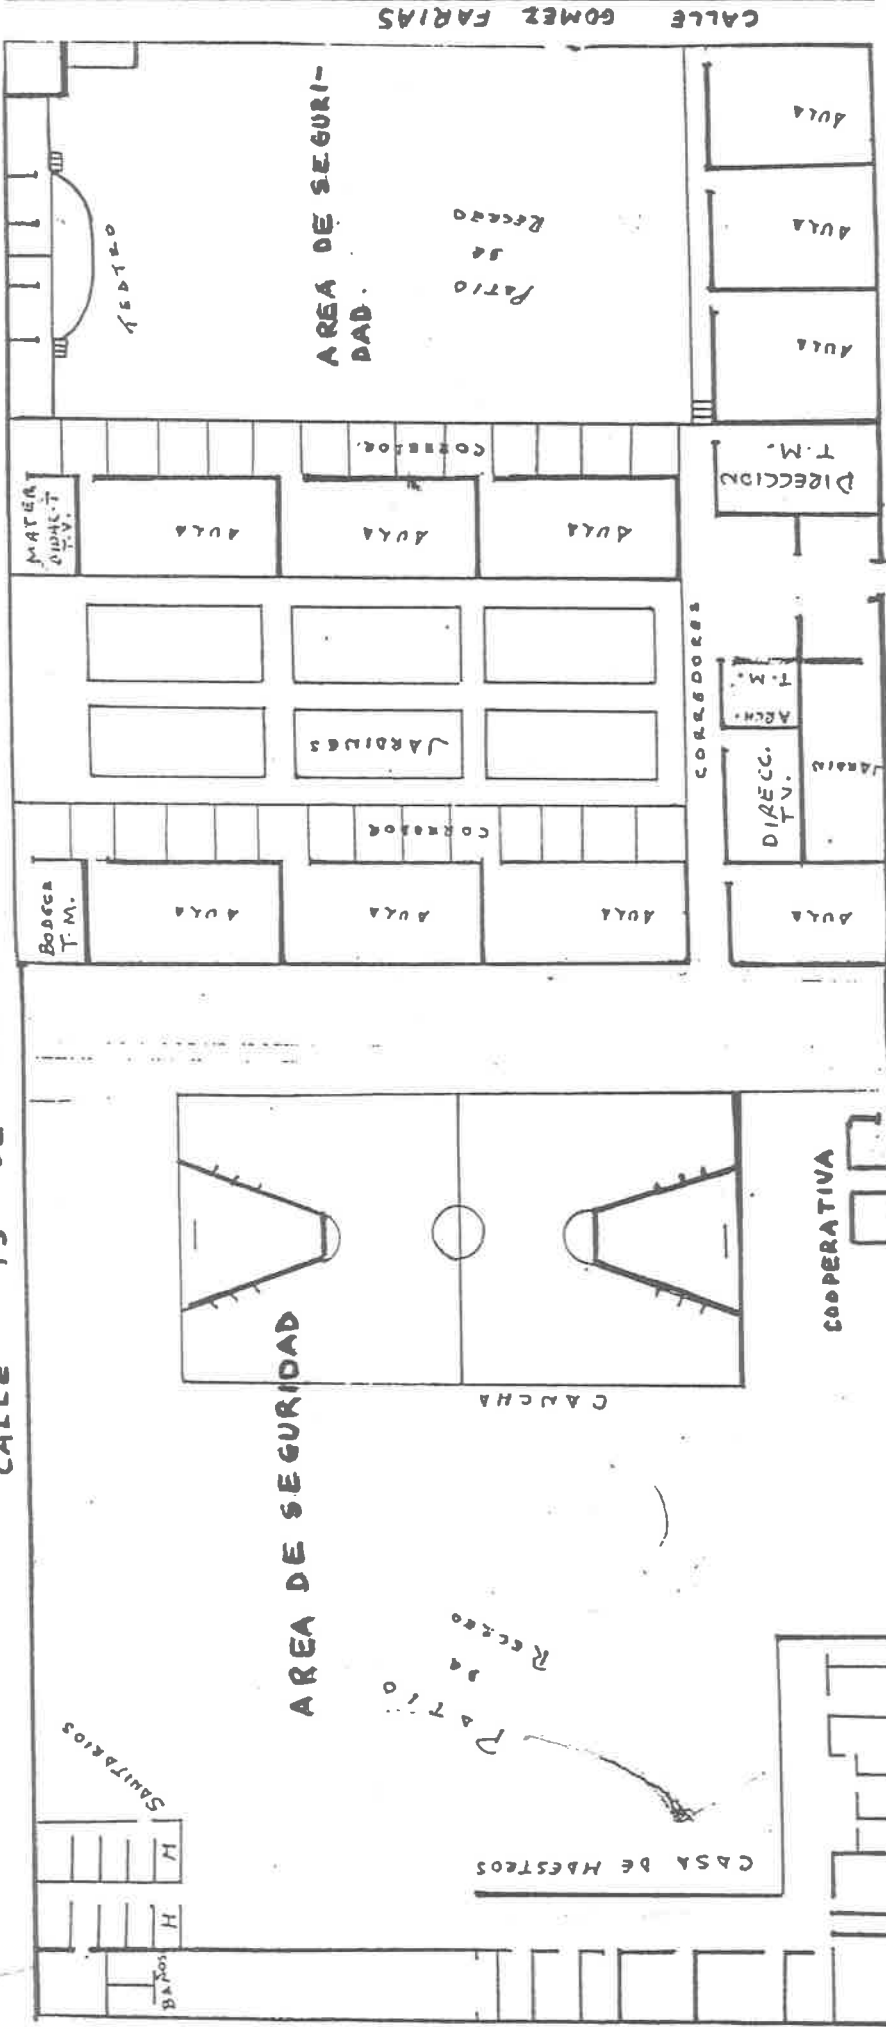 CALLE GOMEZ FARIAS
AREA DE SEGURI-
DAD.
PATIO
DE
RECREO
TEATRO
AULA
AULA
AULA
CORREDOR.
DIRECCION
T.M.
MATER
T.V.
AULA
AULA
AULA
JARDINES
CORREDORES
ARCH.
T.M.
DIRECC.
T.V.
JARDIN
CORREDOR
BODEGA
T.M.
AULA
AULA
AULA
AULA
CALLE
COOPERATIVA
CANCHA
AREA DE SEGURIDAD
PATIO
DE
RECREO
SANITARIOS
H
H
BAÑOS
CASA DE MAESTROS